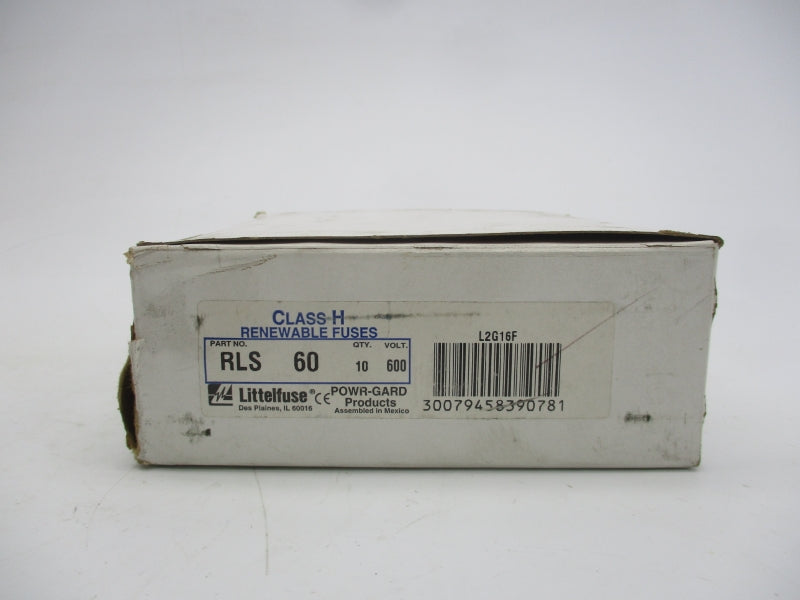 CLASS H
RENEWABLE FUSES
PART NO. QTY. VOLT.
RLS 60 10 600
Littelfuse® CE POWR-GARD
Products
Des Plaines, IL 60016 Assembled in Mexico
L2G16F
30079458390781